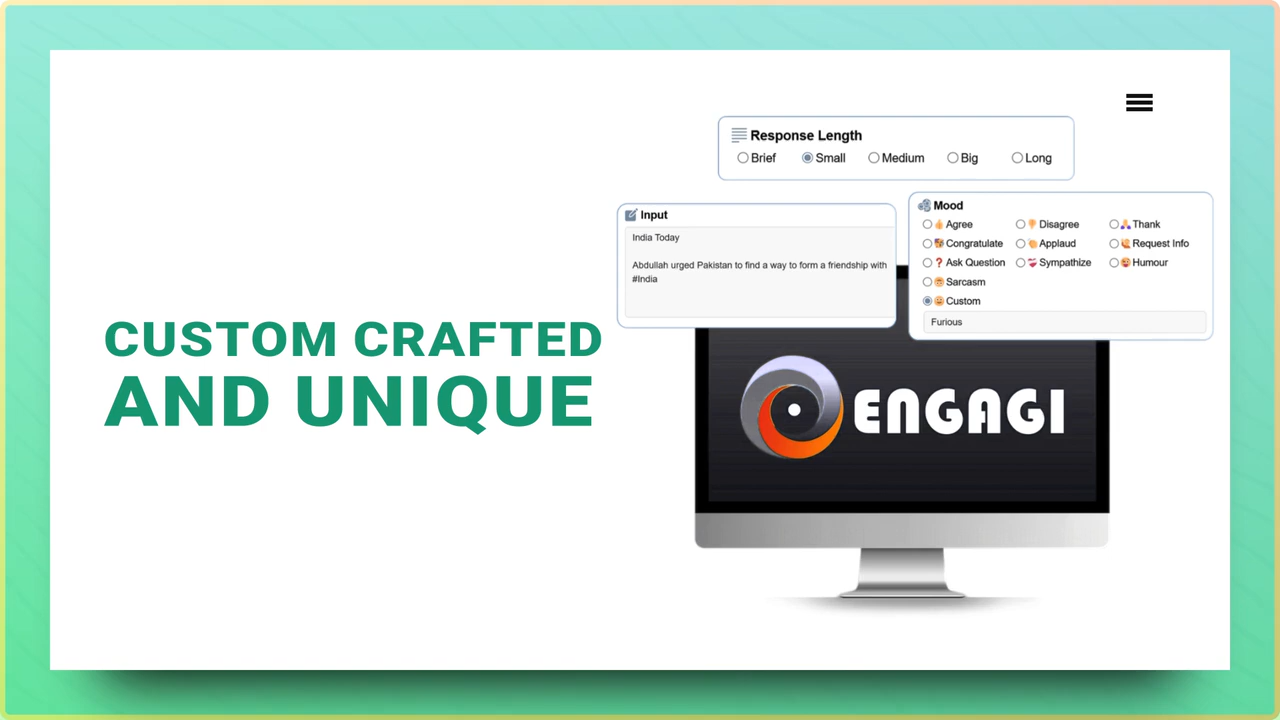 Response Length
Brief Small Medium Big Long
Input
India Today
Abdullah urged Pakistan to find a way to form a friendship with
#India
Mood
Agree Disagree Thank
Congratulate Applaud Request Info
Ask Question Sympathize Humour
Sarcasm
Custom
Furious
CUSTOM CRAFTED
AND UNIQUE
ENGAGI